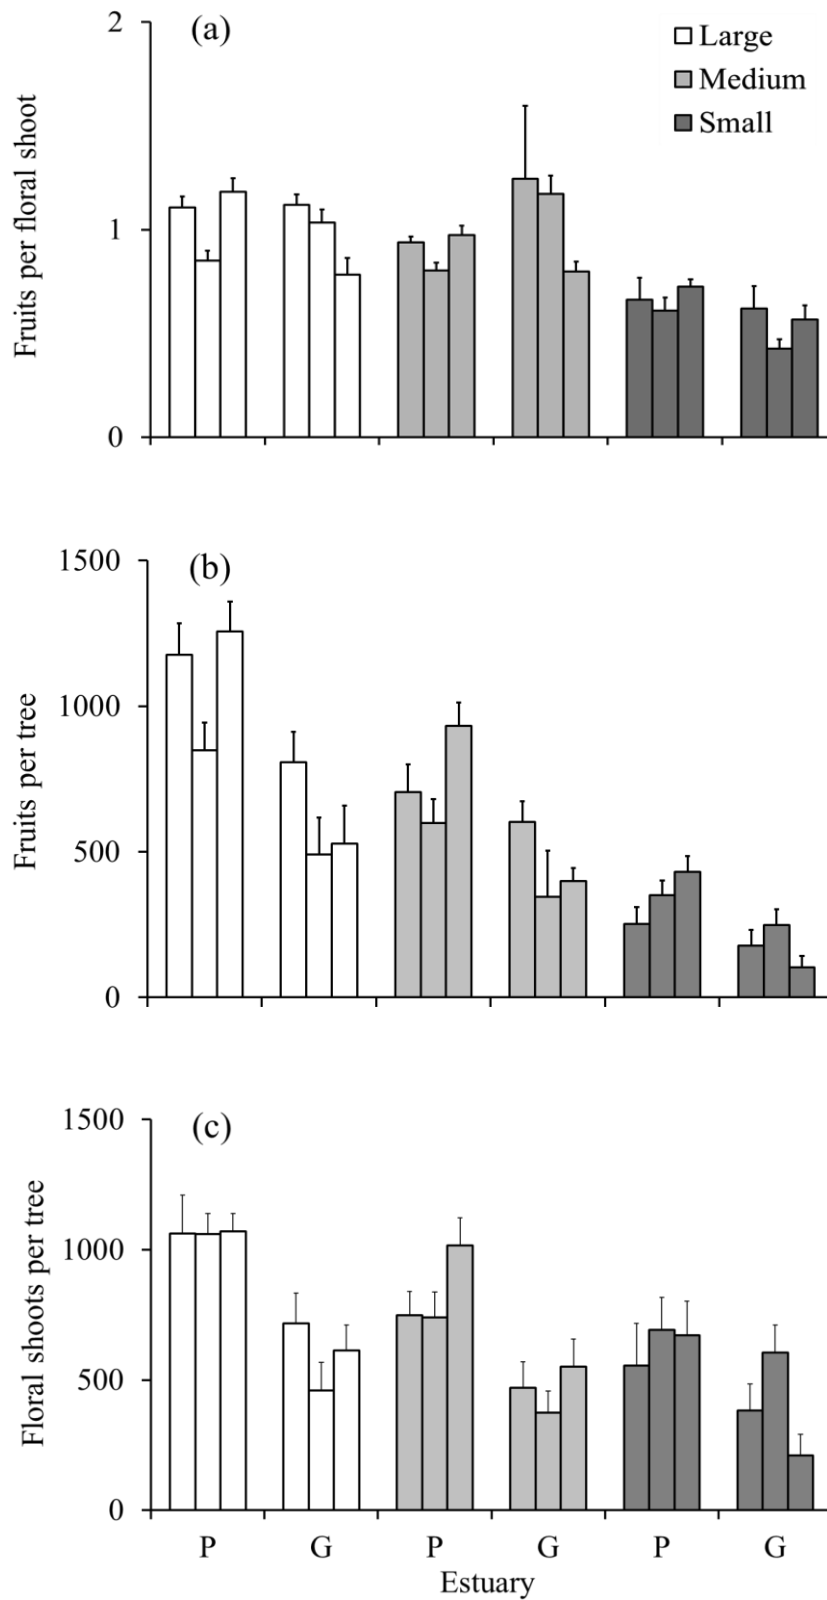 (a)
Large
Medium
Small
Fruits per floral shoot
2
1
0
(b)
Fruits per tree
1500
1000
500
0
(c)
Floral shoots per tree
1500
1000
500
0
P G P G P G
Estuary